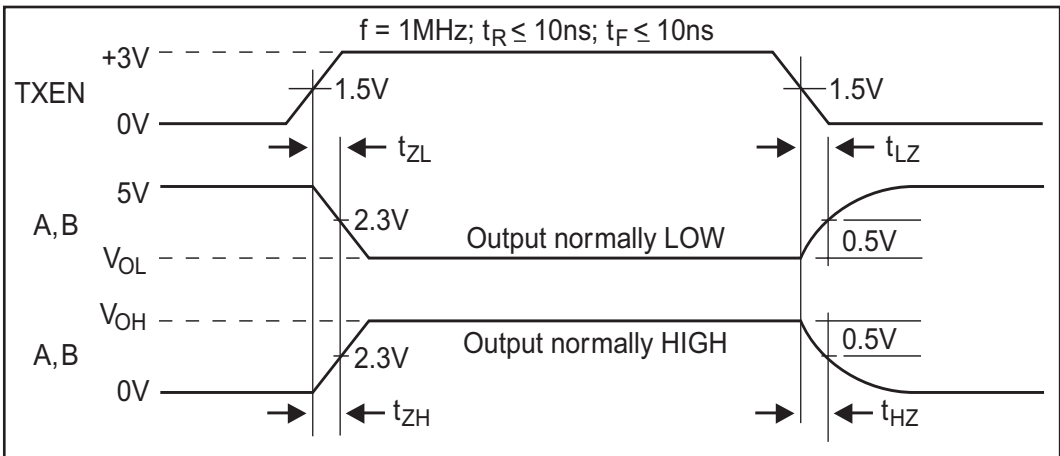 f = 1MHz; tR ≤ 10ns; tF ≤ 10ns
+3V
TXEN
1.5V
1.5V
0V
tZL
tLZ
5V
A,B
2.3V
Output normally LOW
0.5V
VOL
VOH
A,B
2.3V
Output normally HIGH
0.5V
0V
tZH
tHZ